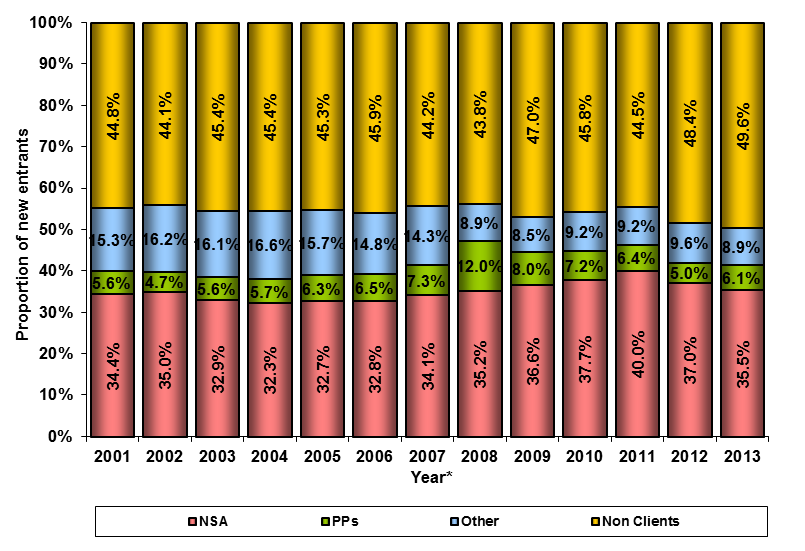 100%
90%
80%
70%
60%
50%
40%
30%
20%
10%
0%
Proportion of new entrants
44.8% 44.1% 45.4% 45.4% 45.3% 45.9% 44.2% 43.8% 47.0% 45.8% 44.5% 48.4% 49.6%
15.3% 16.2% 16.1% 16.6% 15.7% 14.8% 14.3% 8.9% 8.5% 9.2% 9.2% 9.6% 8.9%
5.6% 4.7% 5.6% 5.7% 6.3% 6.5% 7.3% 12.0% 8.0% 7.2% 6.4% 5.0% 6.1%
34.4% 35.0% 32.9% 32.3% 32.7% 32.8% 34.1% 35.2% 36.6% 37.7% 40.0% 37.0% 35.5%
2001 2002 2003 2004 2005 2006 2007 2008 2009 2010 2011 2012 2013
Year*
NSA PPs Other Non Clients